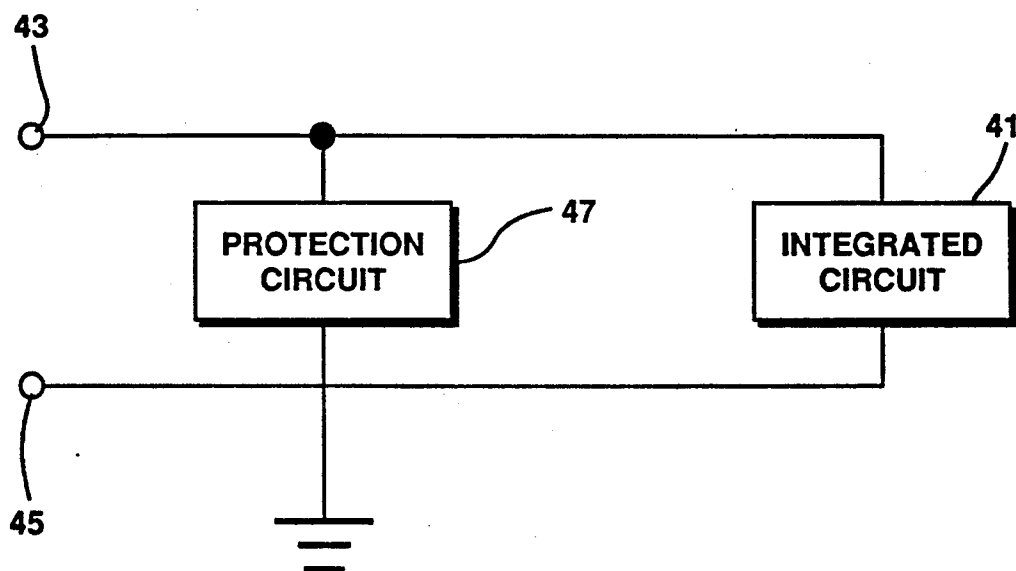 43
41
47
PROTECTION
CIRCUIT
INTEGRATED
CIRCUIT
45